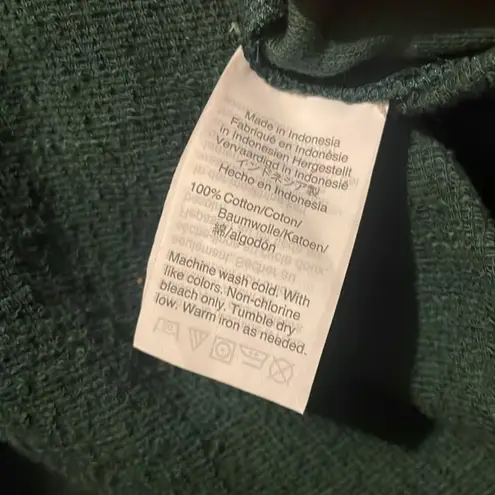 Made in Indonesia
Fabriqué en Indonésie
in Indonesien Hergestellt
Vervaardigd in Indonesië
インドネシア製
Hecho en Indonesia
100% Cotton/Coton/
Baumwolle/Katoen/
綿/algodón
Machine wash cold. With
like colors. Non-chlorine
bleach only. Tumble dry
low. Warm iron as needed.